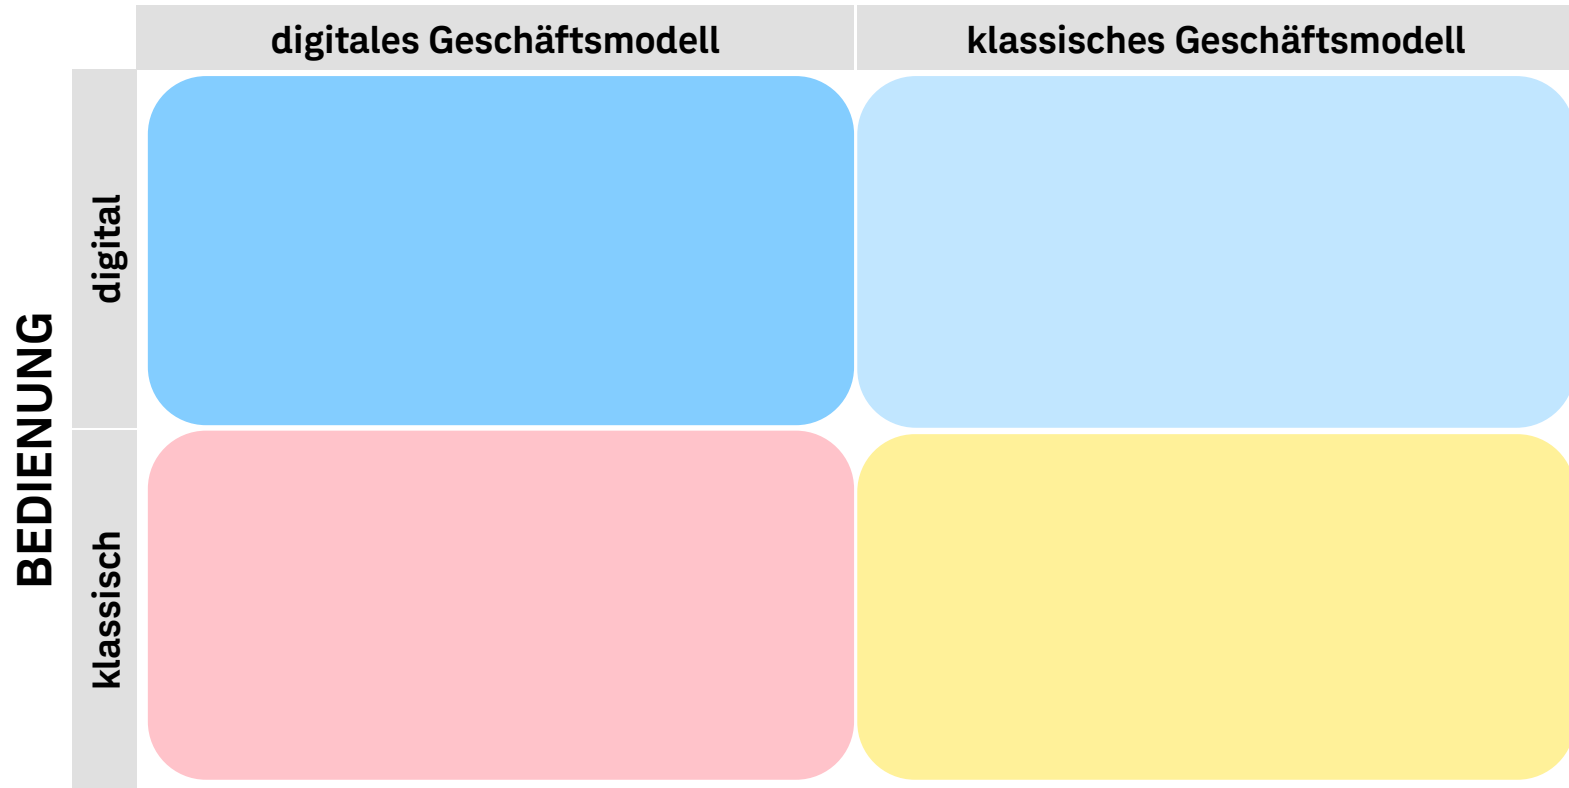 digitales Geschäftsmodell
klassisches Geschäftsmodell
BEDIENUNG
digital
klassisch